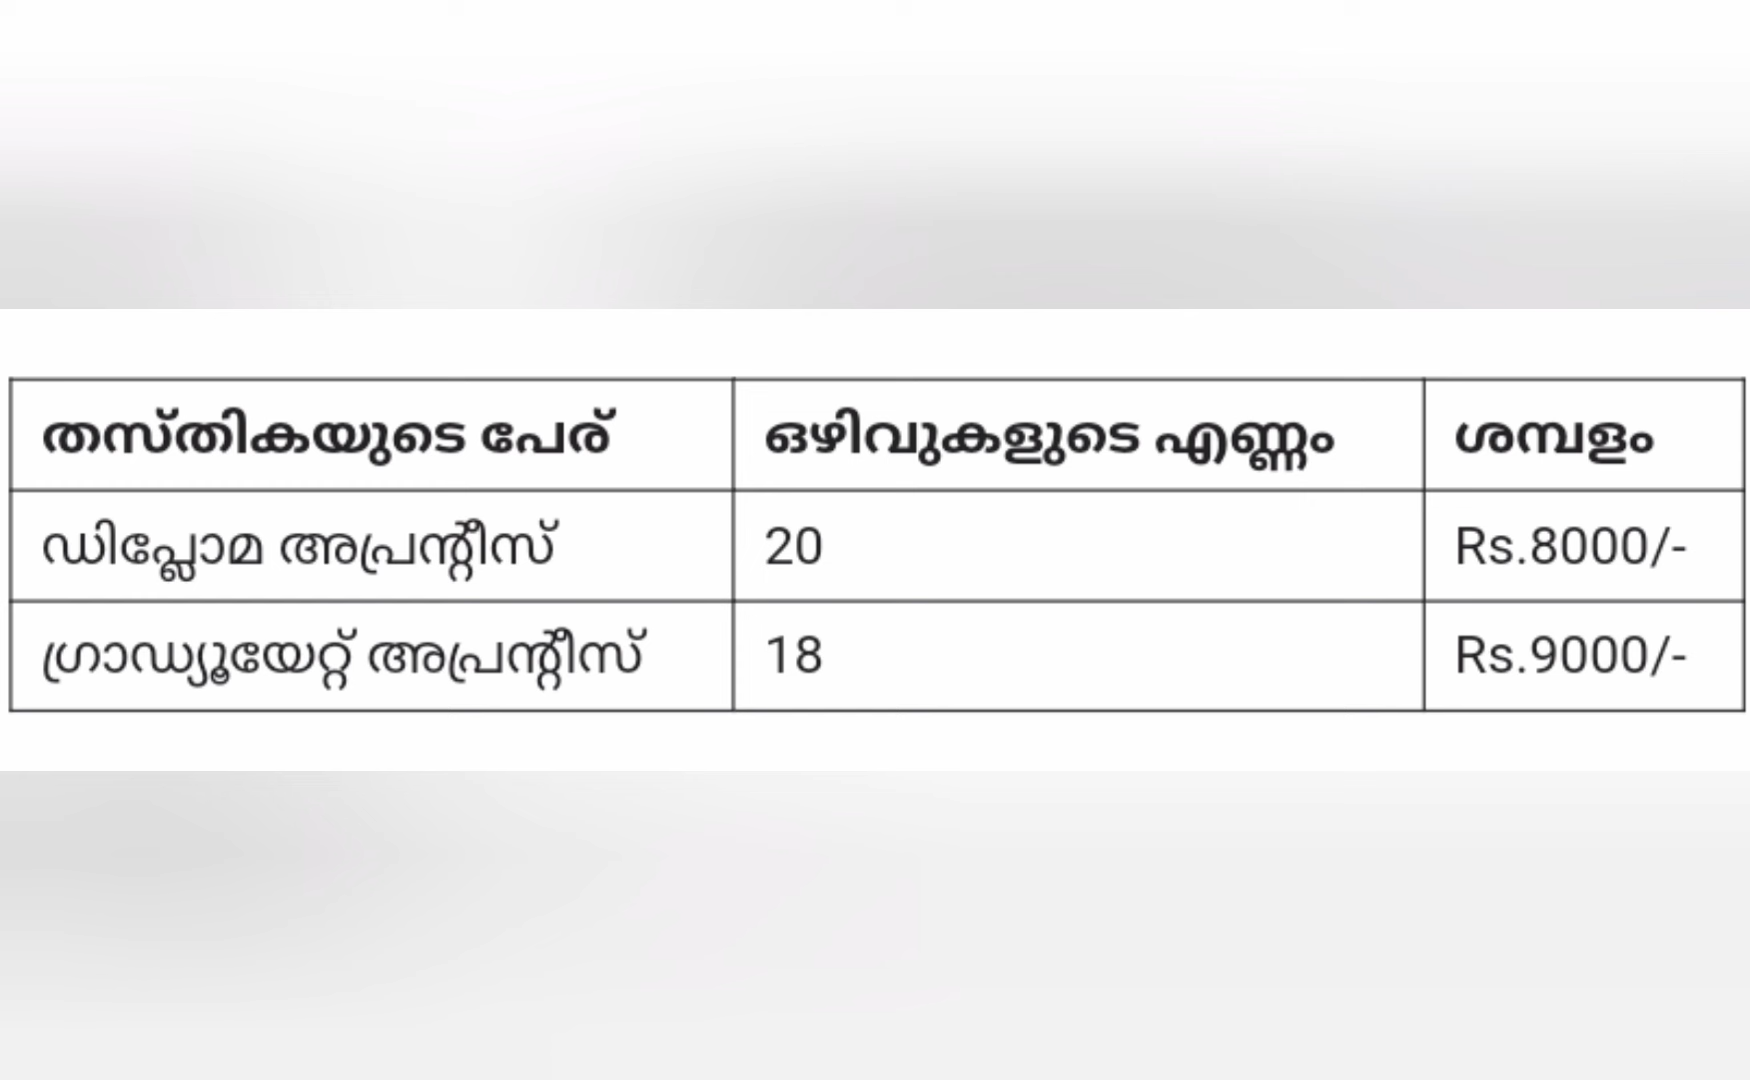 തസ്തികയുടെ പേര് ഒഴിവുകളുടെ എണ്ണം ശമ്പളം
ഡിപ്ലോമ അപ്രന്റീസ് 20 Rs.8000/-
ഗ്രാഡ്യൂയേറ്റ് അപ്രന്റീസ് 18 Rs.9000/-